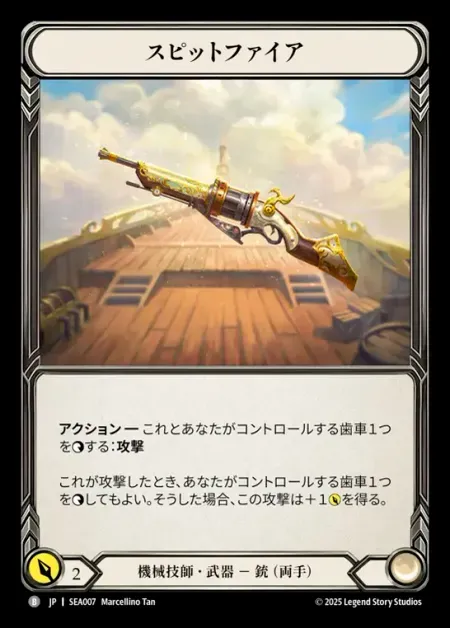 スピットファイア
アクション ー これとあなたがコントロールする歯車１つ
をする：攻撃
これが攻撃したとき、あなたがコントロールする歯車１つ
をしてもよい。そうした場合、この攻撃は＋１を得る。
2
機械技師・武器 － 銃 (両手)
B JP | SEA007 Marcellino Tan
© 2025 Legend Story Studios